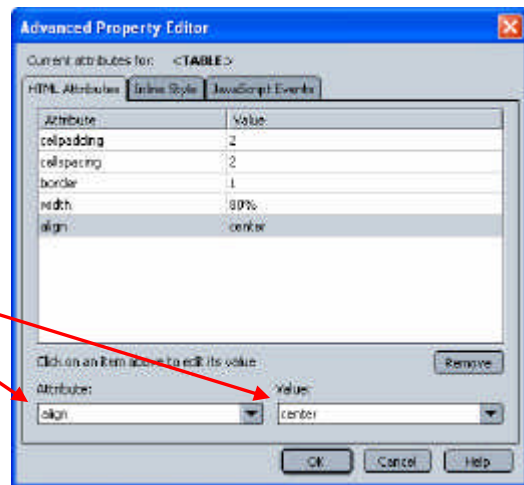 Advanced Property Editor
Current attributes for: <TABLE>
HTML Attributes Inline Style JavaScript Events
Attribute Value
cellpadding 2
cellspacing 2
border 1
width 80%
align center
Click on an item above to edit its value Remove
Attribute: Value:
align center
OK Cancel Help